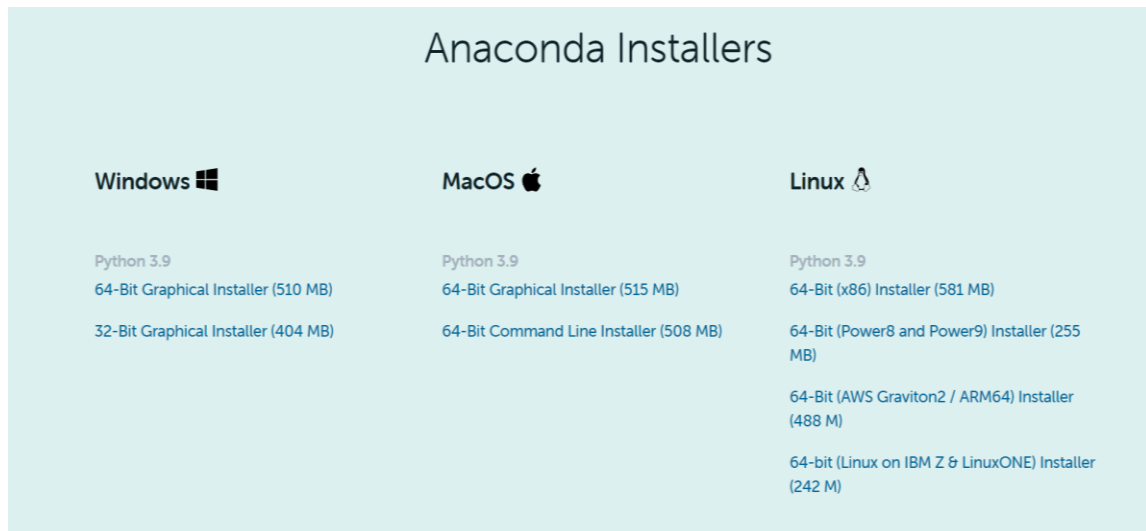 Anaconda Installers
Windows
MacOS
Linux
Python 3.9
64-Bit Graphical Installer (510 MB)
32-Bit Graphical Installer (404 MB)
Python 3.9
64-Bit Graphical Installer (515 MB)
64-Bit Command Line Installer (508 MB)
Python 3.9
64-Bit (x86) Installer (581 MB)
64-Bit (Power8 and Power9) Installer (255
MB)
64-Bit (AWS Graviton2 / ARM64) Installer
(488 M)
64-bit (Linux on IBM Z & LinuxONE) Installer
(242 M)